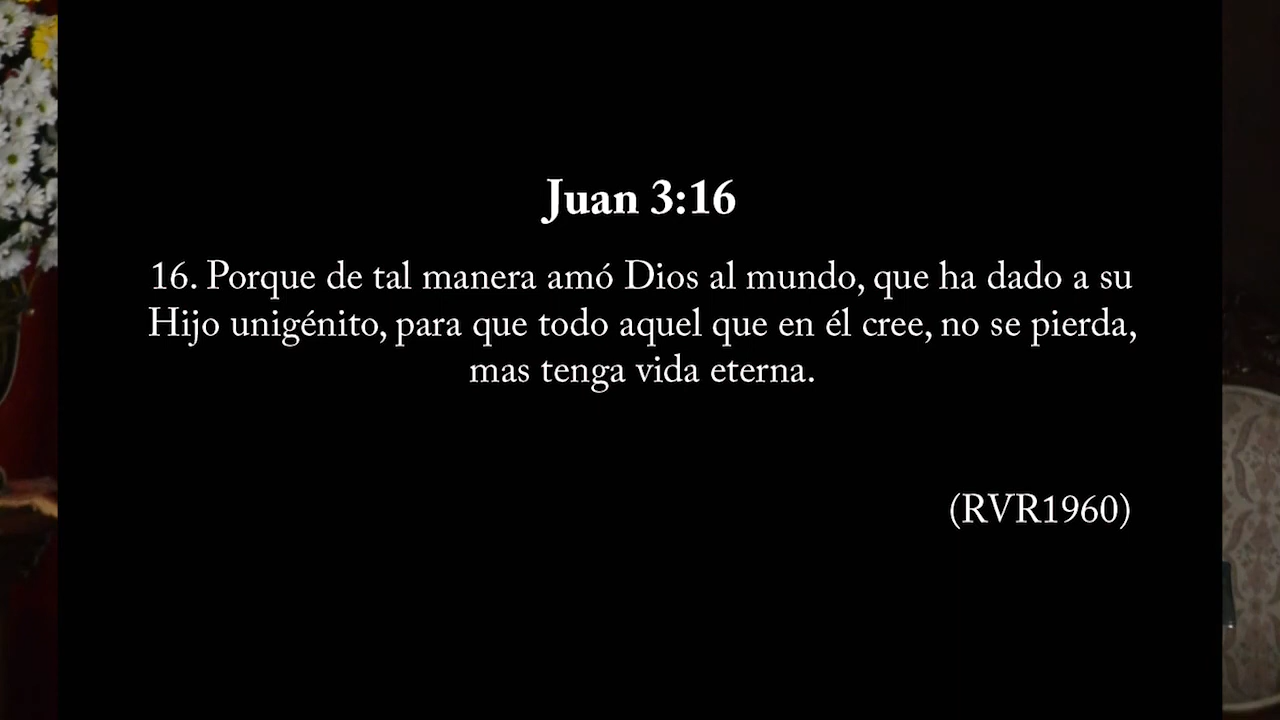 Juan 3:16
16. Porque de tal manera amó Dios al mundo, que ha dado a su
Hijo unigénito, para que todo aquel que en él cree, no se pierda,
mas tenga vida eterna.
(RVR1960)